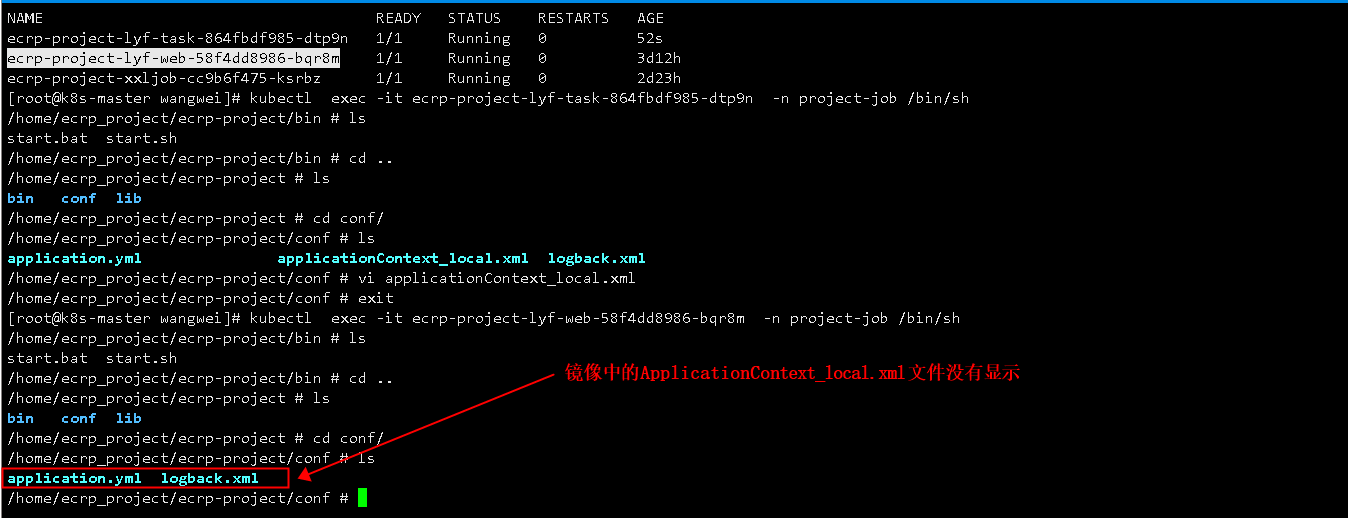 NAME READY STATUS RESTARTS AGE
ecrp-project-lyf-task-864fbdf985-dtp9n 1/1 Running 0 52s
ecrp-project-lyf-web-58f4dd8986-bqr8m 1/1 Running 0 3d12h
ecrp-project-xxljob-cc9b6f475-ksrbz 1/1 Running 0 2d23h
[root@k8s-master wangwei]# kubectl  exec -it ecrp-project-lyf-task-864fbdf985-dtp9n  -n project-job /bin/sh
/home/ecrp_project/ecrp-project/bin # ls
start.bat  start.sh
/home/ecrp_project/ecrp-project/bin # cd ..
/home/ecrp_project/ecrp-project # ls
bin   conf  lib
/home/ecrp_project/ecrp-project # cd conf/
/home/ecrp_project/ecrp-project/conf # ls
application.yml               applicationContext_local.xml  logback.xml
/home/ecrp_project/ecrp-project/conf # vi applicationContext_local.xml
/home/ecrp_project/ecrp-project/conf # exit
[root@k8s-master wangwei]# kubectl  exec -it ecrp-project-lyf-web-58f4dd8986-bqr8m  -n project-job /bin/sh
/home/ecrp_project/ecrp-project/bin # ls
start.bat  start.sh
镜像中的ApplicationContext_local.xml文件没有显示
/home/ecrp_project/ecrp-project/bin # cd ..
/home/ecrp_project/ecrp-project # ls
bin   conf  lib
/home/ecrp_project/ecrp-project # cd conf/
/home/ecrp_project/ecrp-project/conf # ls
application.yml  logback.xml
/home/ecrp_project/ecrp-project/conf #